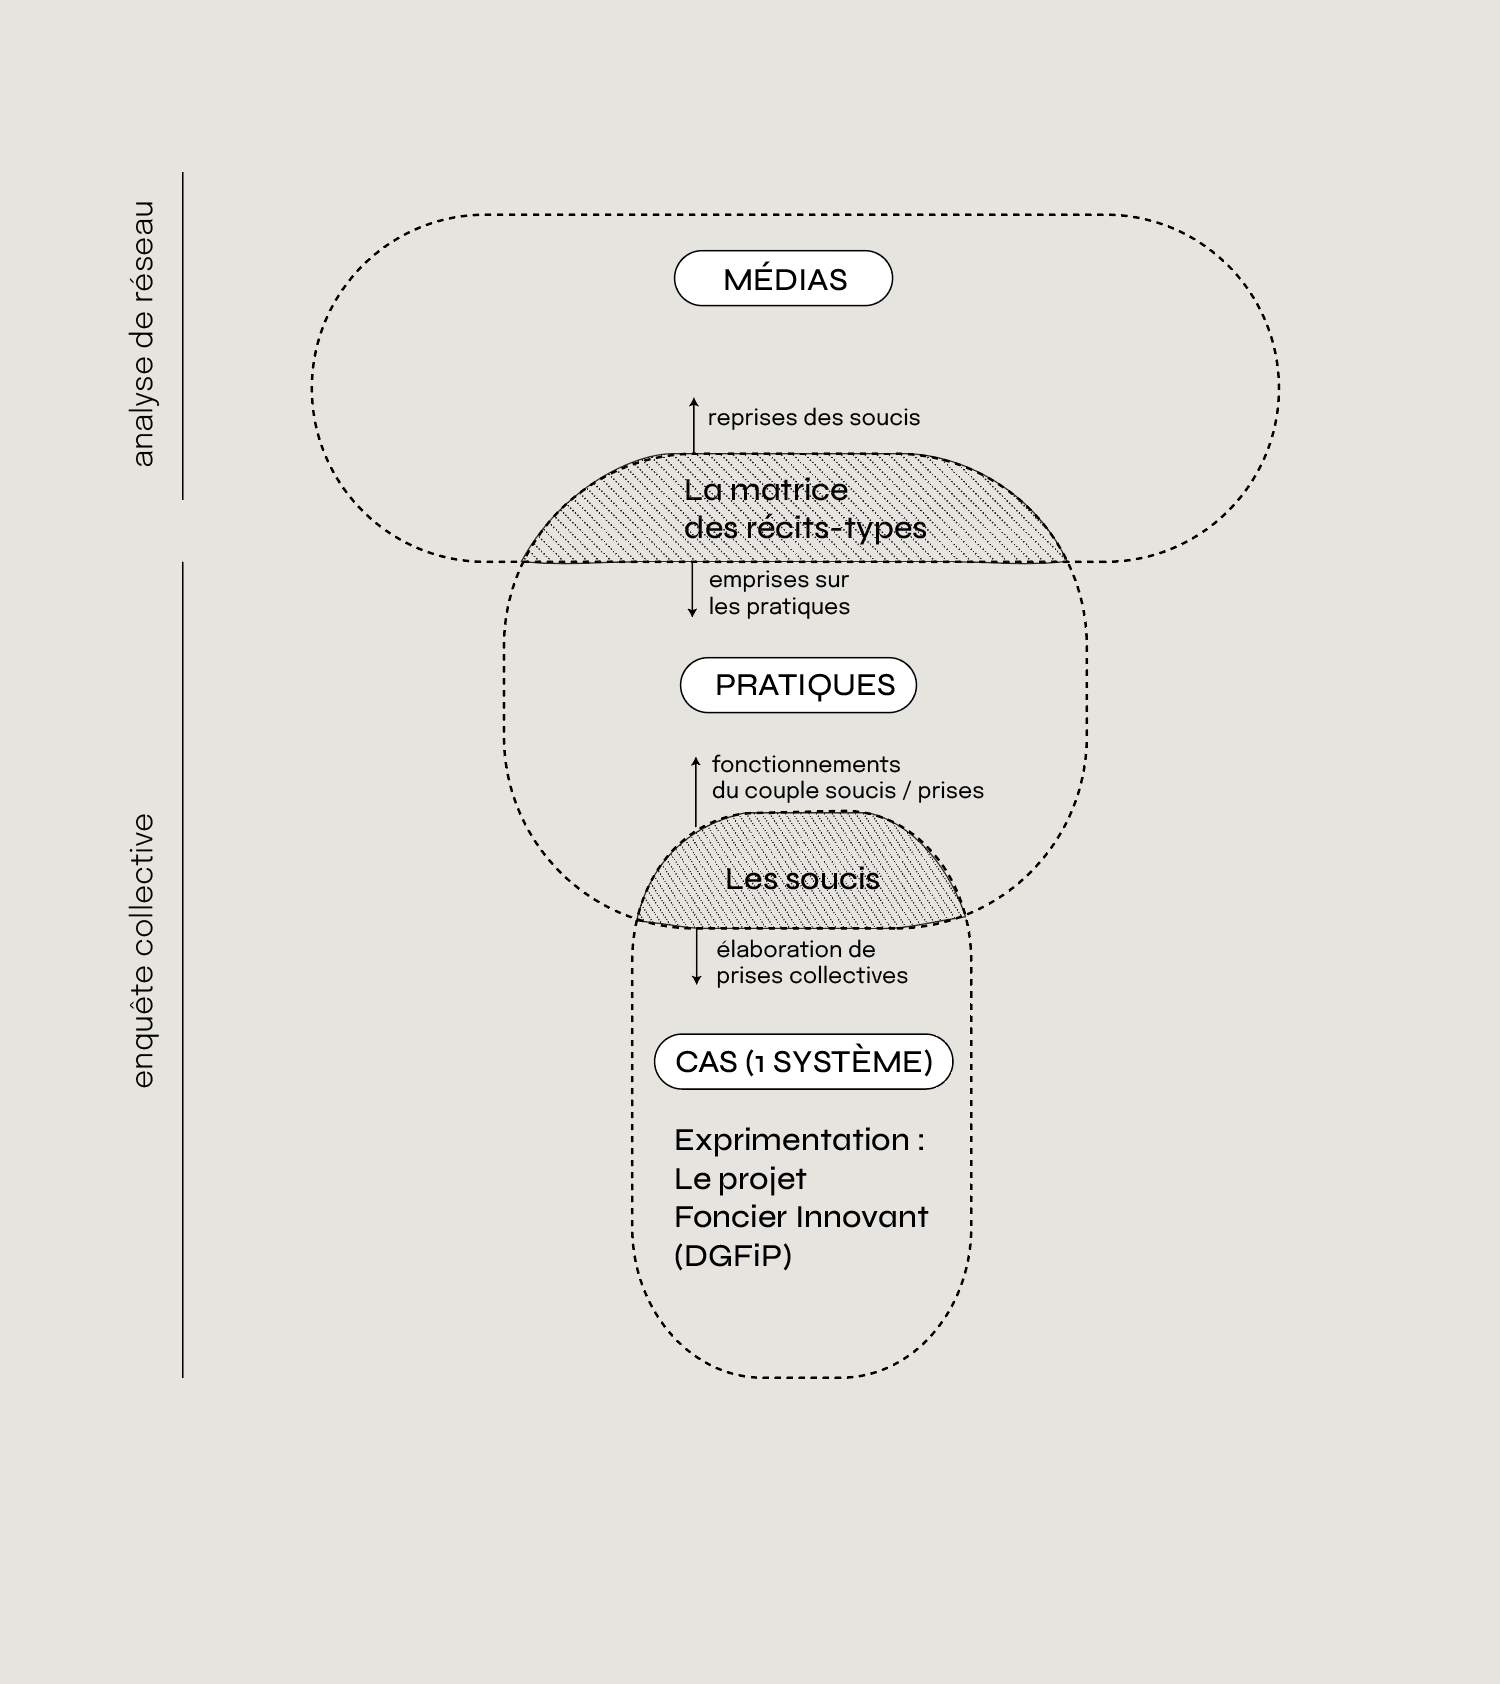 analyse de réseau
MÉDIAS
reprises des soucis
La matrice
des récits-types
emprises sur
les pratiques
PRATIQUES
enquête collective
fonctionnements
du couple soucis / prises
Les soucis
élaboration de
prises collectives
CAS (1 SYSTÈME)
Exprimentation :
Le projet
Foncier Innovant
(DGFiP)